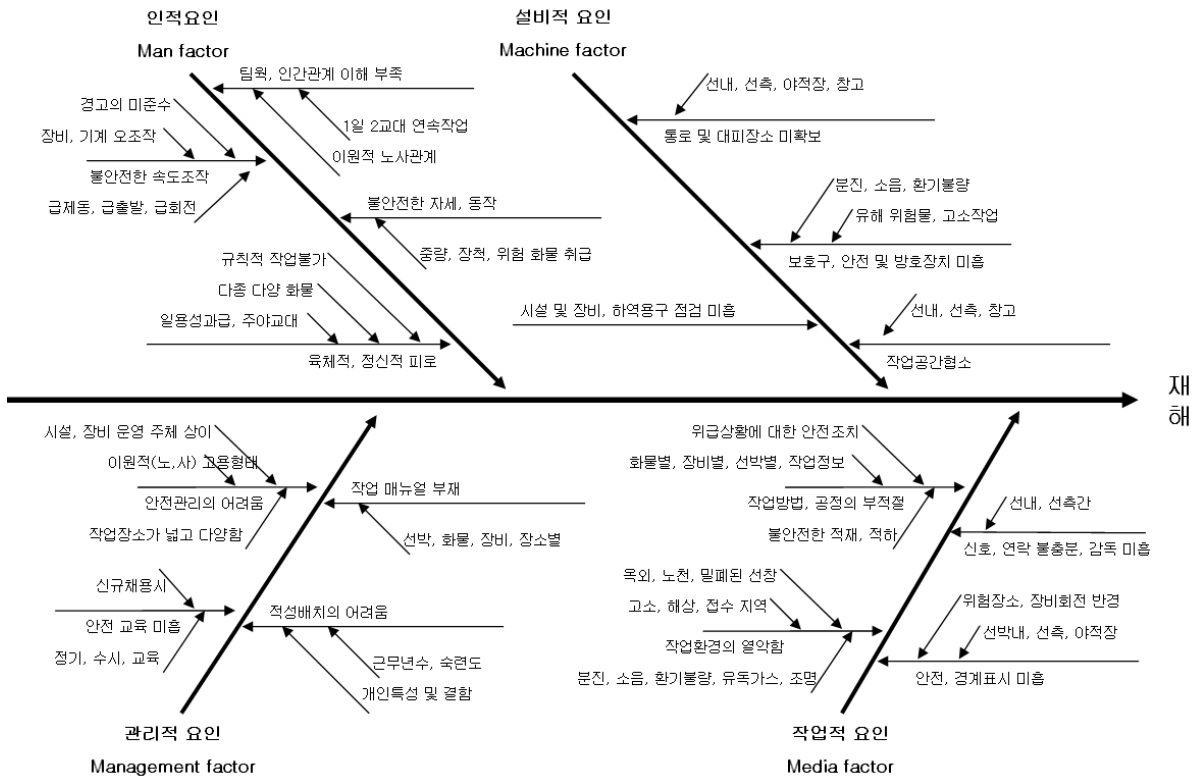 인적요인
Man factor
팀웍, 인간관계 이해 부족
경고의 미준수
1일 2교대 연속작업
장비, 기계 오조작
이원적 노사관계
불안전한 속도조작
급제동, 급출발, 급회전
불안전한 자세, 동작
중량, 장척, 위험 화물 취급
규칙적 작업불가
다종 다양 화물
일용성과급, 주야교대
육체적, 정신적 피로
설비적 요인
Machine factor
선내, 선측, 야적장, 창고
통로 및 대피장소 미확보
분진, 소음, 환기불량
유해 위험물, 고소작업
보호구, 안전 및 방호장치 미흡
시설 및 장비, 하역용구 점검 미흡
선내, 선측, 창고
작업공간협소
재
해
시설, 장비 운영 주체 상이
이원적(노,사) 고용형태
안전관리의 어려움
작업장소가 넓고 다양함
작업 매뉴얼 부재
선박, 화물, 장비, 장소별
신규채용시
안전 교육 미흡
정기, 수시, 교육
적성배치의 어려움
근무년수, 숙련도
개인특성 및 결함
관리적 요인
Management factor
위급상황에 대한 안전조치
화물별, 장비별, 선박별, 작업정보
작업방법, 공정의 부적절
불안전한 적재, 적하
선내, 선측간
신호, 연락 불충분, 감독 미흡
옥외, 노천, 밀폐된 선창
고소, 해상, 접수 지역
작업환경의 열악함
분진, 소음, 환기불량, 유독가스, 조명
위험장소, 장비회전 반경
선박내, 선측, 야적장
안전, 경계표시 미흡
작업적 요인
Media factor